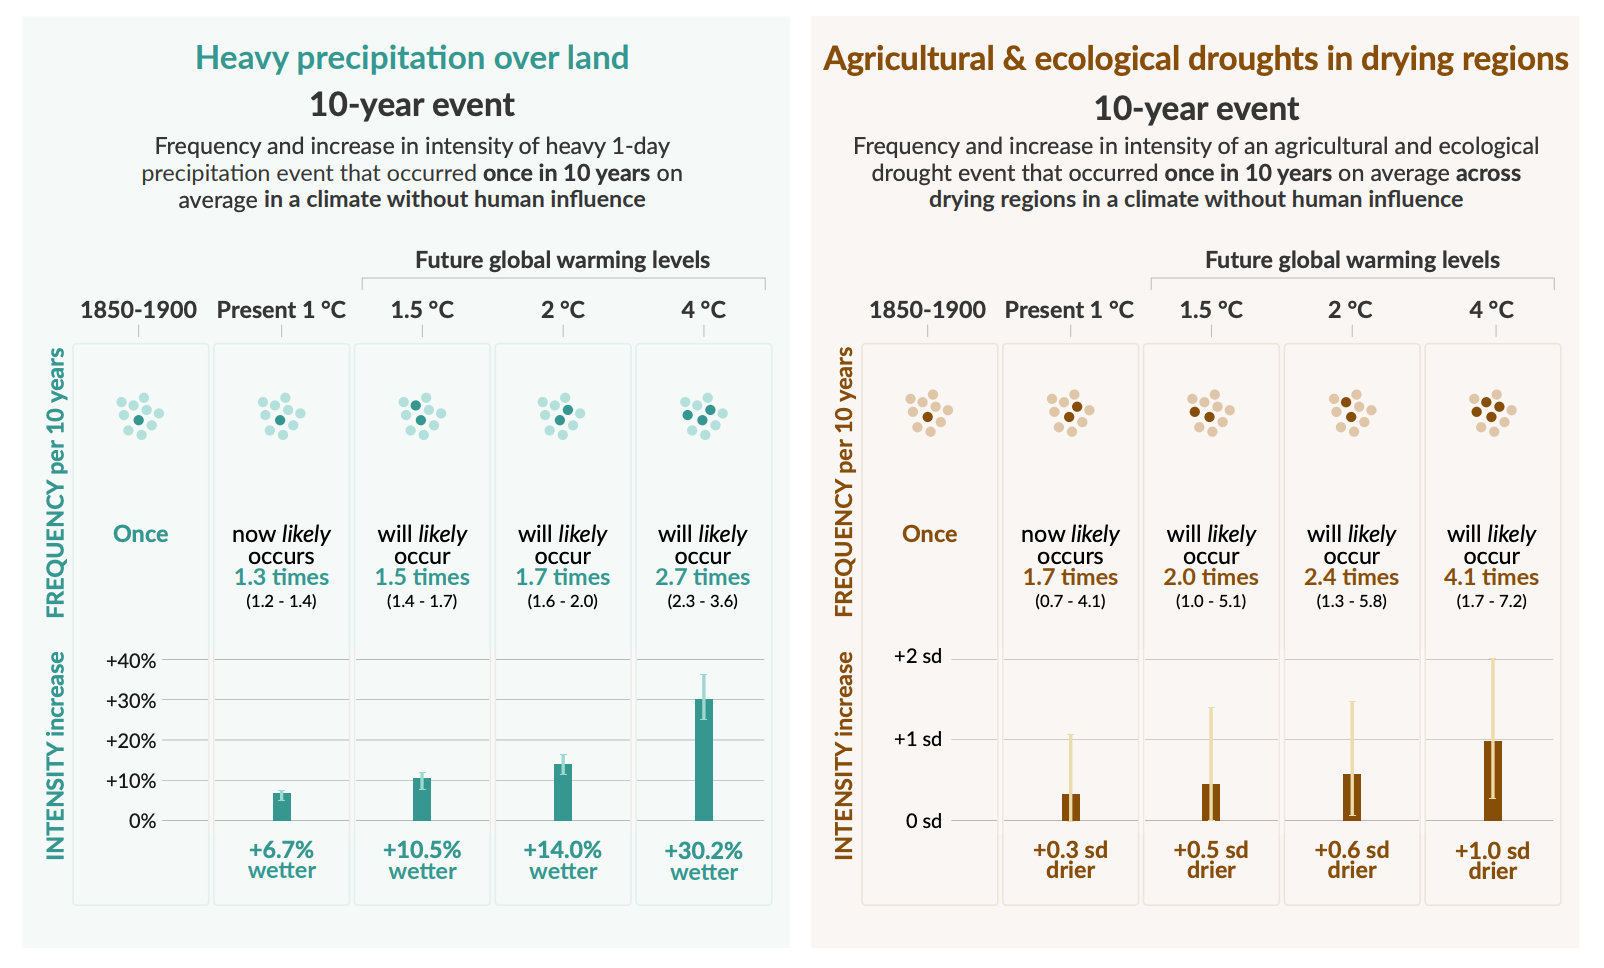 Heavy precipitation over land
10-year event
Frequency and increase in intensity of heavy 1-day
precipitation event that occurred once in 10 years on
average in a climate without human influence
Future global warming levels
1850-1900 Present 1 °C 1.5 °C 2 °C 4 °C
FREQUENCY per 10 years
Once
now likely occurs 1.3 times (1.2 - 1.4)
will likely occur 1.5 times (1.4 - 1.7)
will likely occur 1.7 times (1.6 - 2.0)
will likely occur 2.7 times (2.3 - 3.6)
INTENSITY increase
+40%
+30%
+20%
+10%
0%
+6.7% wetter
+10.5% wetter
+14.0% wetter
+30.2% wetter
Agricultural & ecological droughts in drying regions
10-year event
Frequency and increase in intensity of an agricultural and ecological
drought event that occurred once in 10 years on average across
drying regions in a climate without human influence
Future global warming levels
1850-1900 Present 1 °C 1.5 °C 2 °C 4 °C
FREQUENCY per 10 years
Once
now likely occurs 1.7 times (0.7 - 4.1)
will likely occur 2.0 times (1.0 - 5.1)
will likely occur 2.4 times (1.3 - 5.8)
will likely occur 4.1 times (1.7 - 7.2)
INTENSITY increase
+2 sd
+1 sd
0 sd
+0.3 sd drier
+0.5 sd drier
+0.6 sd drier
+1.0 sd drier